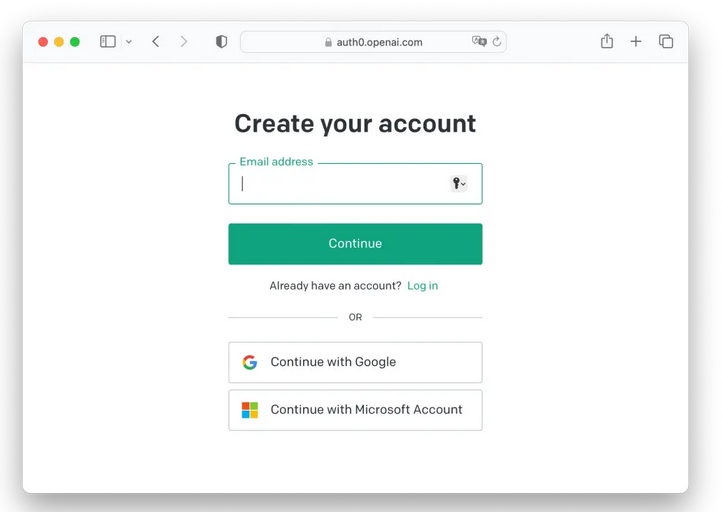 auth0.openai.com
Create your account
Email address
Continue
Already have an account? Log in
OR
Continue with Google
Continue with Microsoft Account